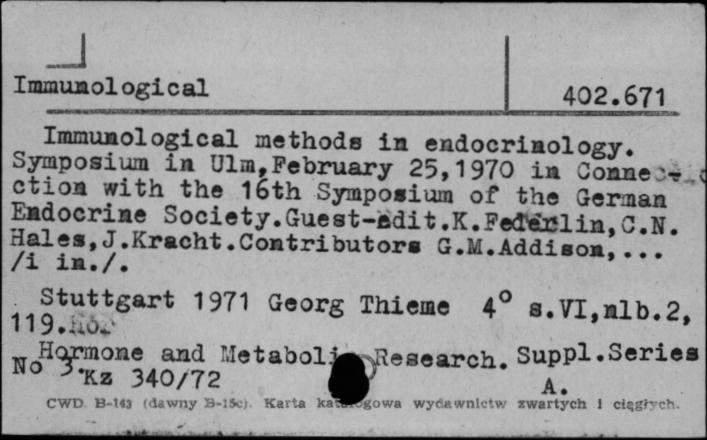 Immunological 402.671
Immunological methods in endocrinology.
Symposium in Ulm,February 25,1970 in Conne
ction with the 16th Symposium of the German
Endocrine Society.Guest-edit.K.Federlin,C.N.
Hales,J.Kracht.Contributors G.M.Addison,...
/i in./.
Stuttgart 1971 Georg Thieme 4° s.VI,nlb.2,
119.
Hormone and Metabolic Research. Suppl.Series
No 3.
Kz 340/72 A.
CWD. B-143 (dawny B-15c). Karta katalogowa wydawnictw zwartych i ciągłych.